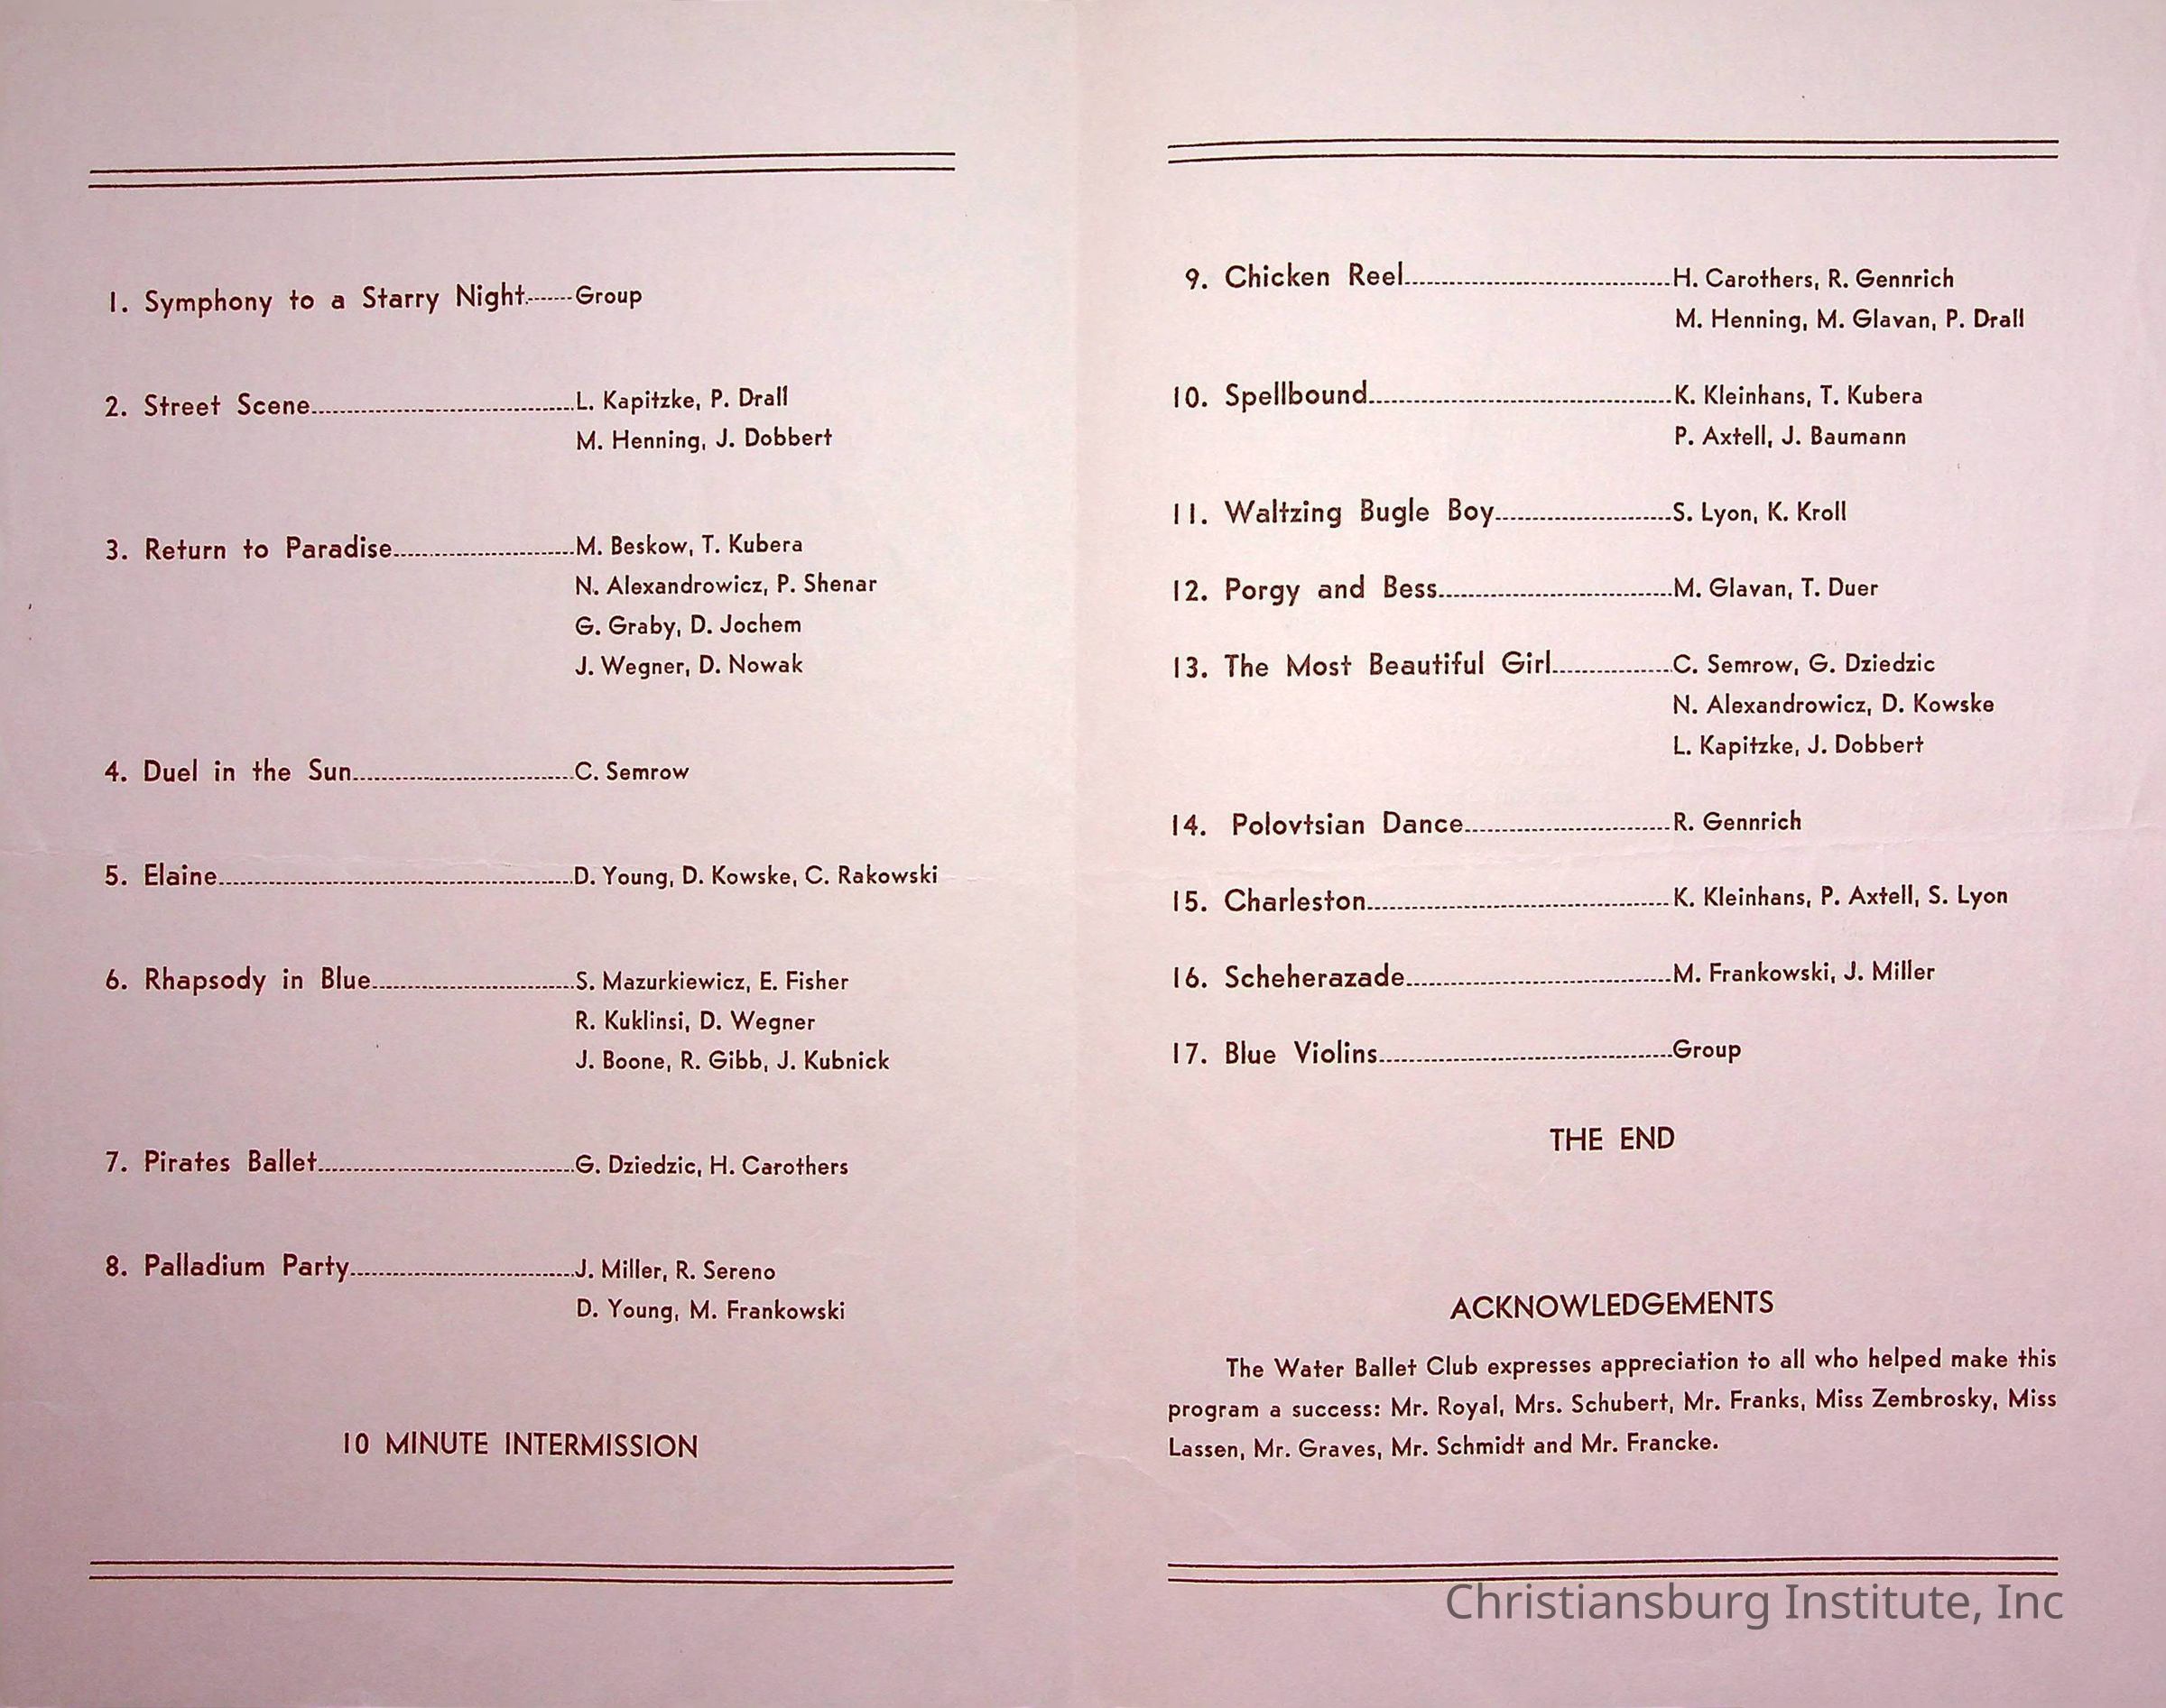 1. Symphony to a Starry Night.......Group
2. Street Scene.......L. Kapitzke, P. Drall
M. Henning, J. Dobbert
3. Return to Paradise.......M. Beskow, T. Kubera
N. Alexandrowicz, P. Shenar
G. Graby, D. Jochem
J. Wegner, D. Nowak
4. Duel in the Sun.......C. Semrow
5. Elaine.......D. Young, D. Kowske, C. Rakowski
6. Rhapsody in Blue.......S. Mazurkiewicz, E. Fisher
R. Kuklinsi, D. Wegner
J. Boone, R. Gibb, J. Kubnick
7. Pirates Ballet.......G. Dziedzic, H. Carothers
8. Palladium Party.......J. Miller, R. Sereno
D. Young, M. Frankowski
10 MINUTE INTERMISSION
9. Chicken Reel.......H. Carothers, R. Gennrich
M. Henning, M. Glavan, P. Drall
10. Spellbound.......K. Kleinhans, T. Kubera
P. Axtell, J. Baumann
11. Waltzing Bugle Boy.......S. Lyon, K. Kroll
12. Porgy and Bess.......M. Glavan, T. Duer
13. The Most Beautiful Girl.......C. Semrow, G. Dziedzic
N. Alexandrowicz, D. Kowske
L. Kapitzke, J. Dobbert
14. Polovtsian Dance.......R. Gennrich
15. Charleston.......K. Kleinhans, P. Axtell, S. Lyon
16. Scheherazade.......M. Frankowski, J. Miller
17. Blue Violins.......Group
THE END
ACKNOWLEDGEMENTS
The Water Ballet Club expresses appreciation to all who helped make this
program a success: Mr. Royal, Mrs. Schubert, Mr. Franks, Miss Zembrosky, Miss
Lassen, Mr. Graves, Mr. Schmidt and Mr. Francke.
Christiansburg Institute, Inc